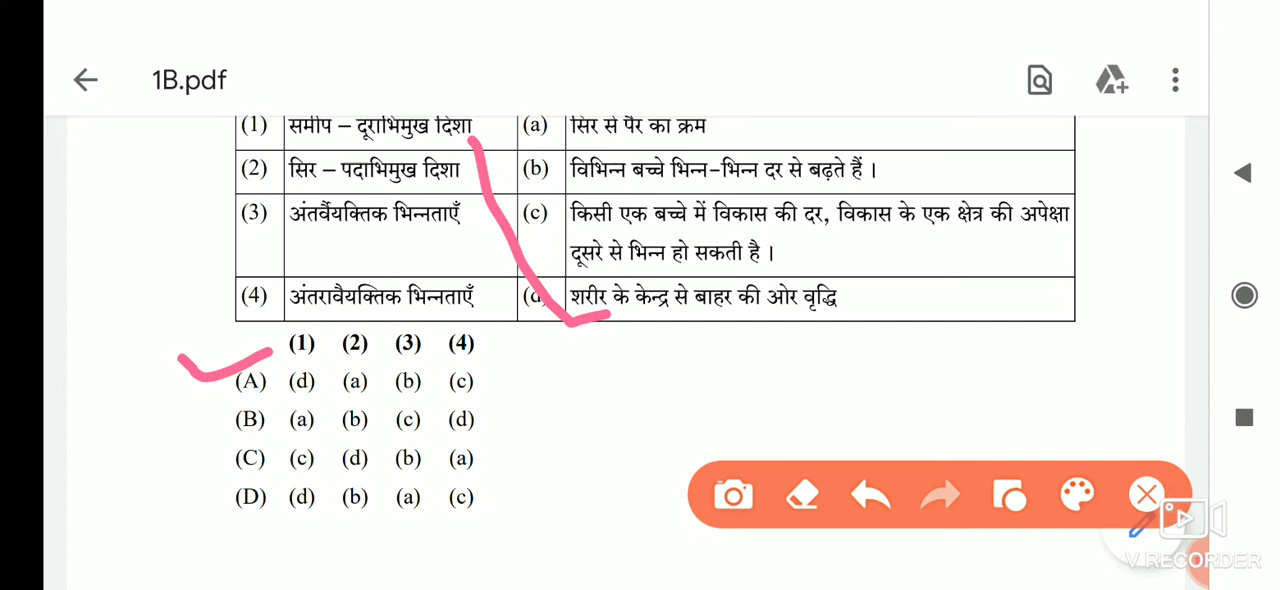 1B.pdf
(1) समीप – दूराभिमुख दिशा (a) सिर से पैर का क्रम
(2) सिर – पदाभिमुख दिशा (b) विभिन्न बच्चे भिन्न-भिन्न दर से बढ़ते हैं ।
(3) अंतर्वैयक्तिक भिन्नताएँ (c) किसी एक बच्चे में विकास की दर, विकास के एक क्षेत्र की अपेक्षा
दूसरे से भिन्न हो सकती है ।
(4) अंतरावैयक्तिक भिन्नताएँ (d) शरीर के केन्द्र से बाहर की ओर वृद्धि
(1) (2) (3) (4)
(A) (d) (a) (b) (c)
(B) (a) (b) (c) (d)
(C) (c) (d) (b) (a)
(D) (d) (b) (a) (c)
V RECORDER